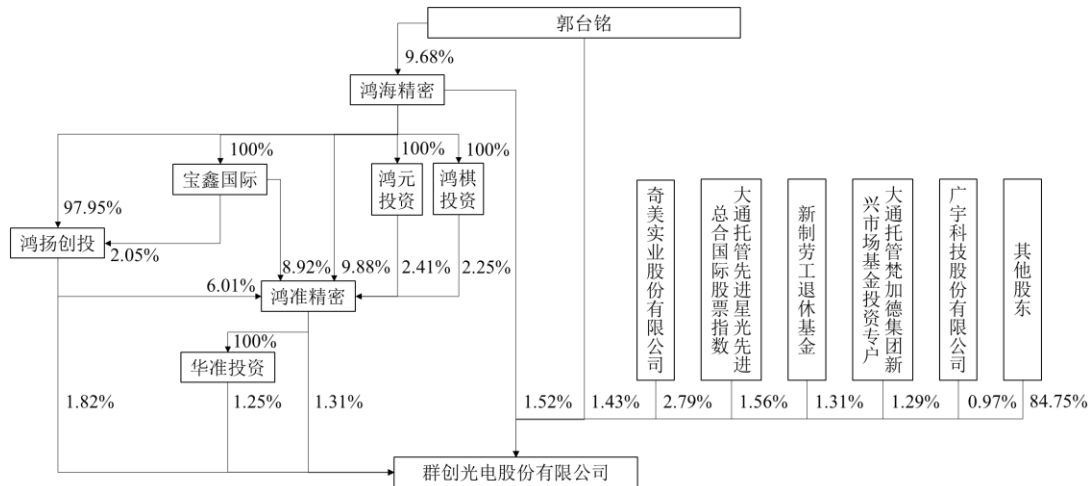 郭台铭
9.68%
鸿海精密
100%
100%
100%
宝鑫国际
鸿元
投资
鸿棋
投资
97.95%
鸿扬创投
2.05%
8.92%
9.88%
2.41%
2.25%
6.01%
鸿准精密
100%
华准投资
奇美实业股份有限公司
大通托管先进星光先进
总合国际股票指数
新制劳工退休基金
大通托管梵加德集团新
兴市场基金投资专户
广宇科技股份有限公司
其他股东
1.82%
1.25%
1.31%
1.52%
1.43%
2.79%
1.56%
1.31%
1.29%
0.97%
84.75%
群创光电股份有限公司